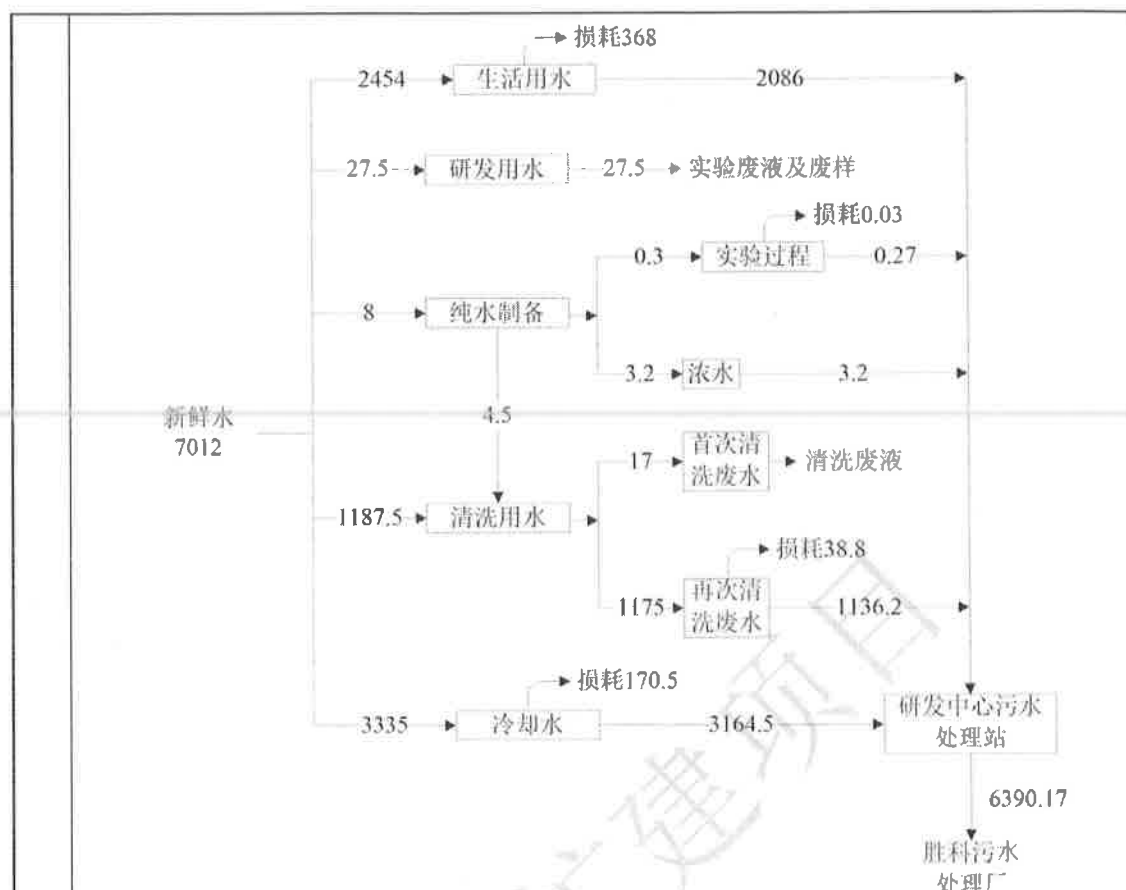 损耗368
2454
生活用水
2086
27.5
研发用水
27.5
实验废液及废样
损耗0.03
0.3
实验过程
0.27
8
纯水制备
3.2
浓水
3.2
新鲜水
7012
4.5
17
首次清
洗废水
清洗废液
1187.5
清洗用水
损耗38.8
1175
再次清
洗废水
1136.2
损耗170.5
3335
冷却水
3164.5
研发中心污水
处理站
6390.17
胜科污水
处理厂
扩建项目